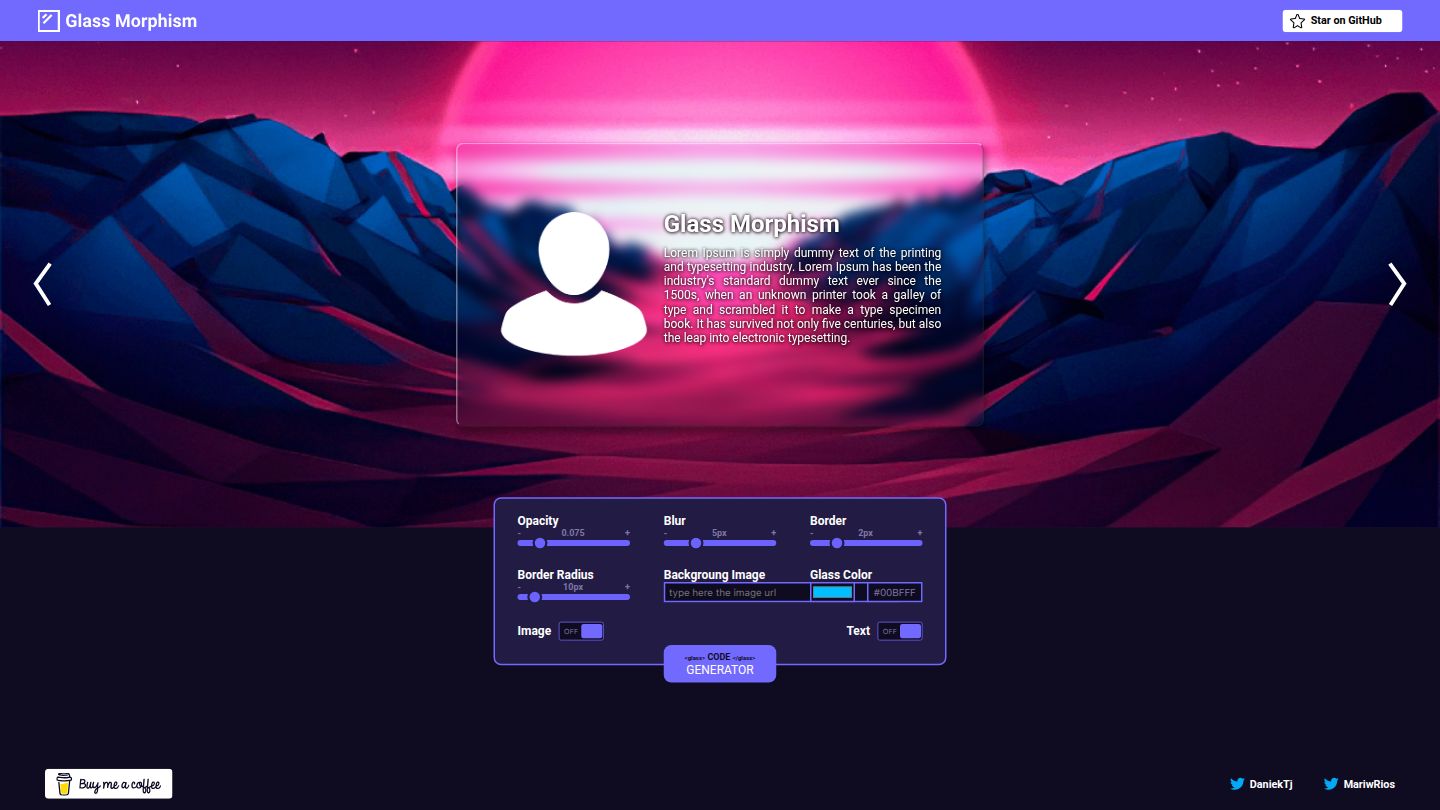 Glass Morphism
Star on GitHub
Glass Morphism
Lorem Ipsum is simply dummy text of the printing
and typesetting industry. Lorem Ipsum has been the
industry's standard dummy text ever since the
1500s, when an unknown printer took a galley of
type and scrambled it to make a type specimen
book. It has survived not only five centuries, but also
the leap into electronic typesetting.
Opacity
- 0.075 +
Blur
- 5px +
Border
- 2px +
Border Radius
- 10px +
Backgroung Image
type here the image url
Glass Color
#00BFFF
Image OFF
Text OFF
<glass> CODE </glass>
GENERATOR
Buy me a coffee
DaniekTj
MariwRios